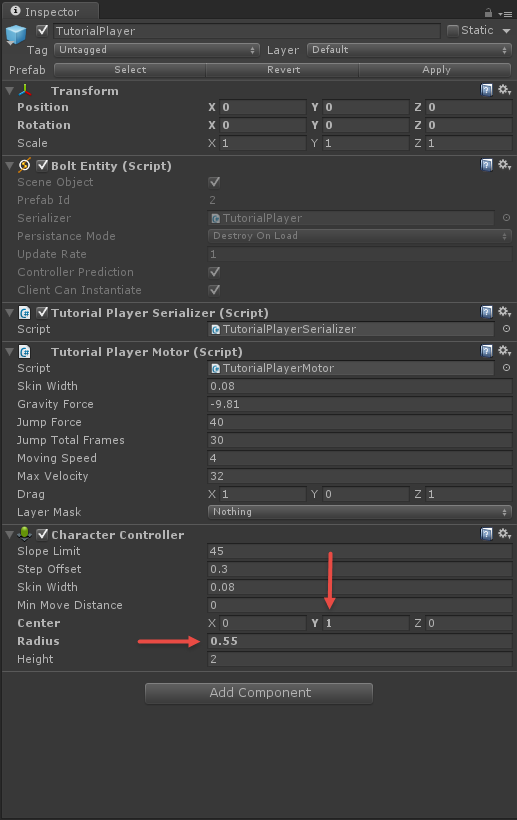 Inspector
TutorialPlayer Static
Tag Untagged Layer Default
Prefab Select Revert Apply
Transform
Position X 0 Y 0 Z 0
Rotation X 0 Y 0 Z 0
Scale X 1 Y 1 Z 1
Bolt Entity (Script)
Scene Object
Prefab Id 2
Serializer TutorialPlayer
Persistance Mode Destroy On Load
Update Rate 1
Controller Prediction
Client Can Instantiate
Tutorial Player Serializer (Script)
Script TutorialPlayerSerializer
Tutorial Player Motor (Script)
Script TutorialPlayerMotor
Skin Width 0.08
Gravity Force -9.81
Jump Force 40
Jump Total Frames 30
Moving Speed 4
Max Velocity 32
Drag X 1 Y 0 Z 1
Layer Mask Nothing
Character Controller
Slope Limit 45
Step Offset 0.3
Skin Width 0.08
Min Move Distance 0
Center X 0 Y 1 Z 0
Radius 0.55
Height 2
Add Component